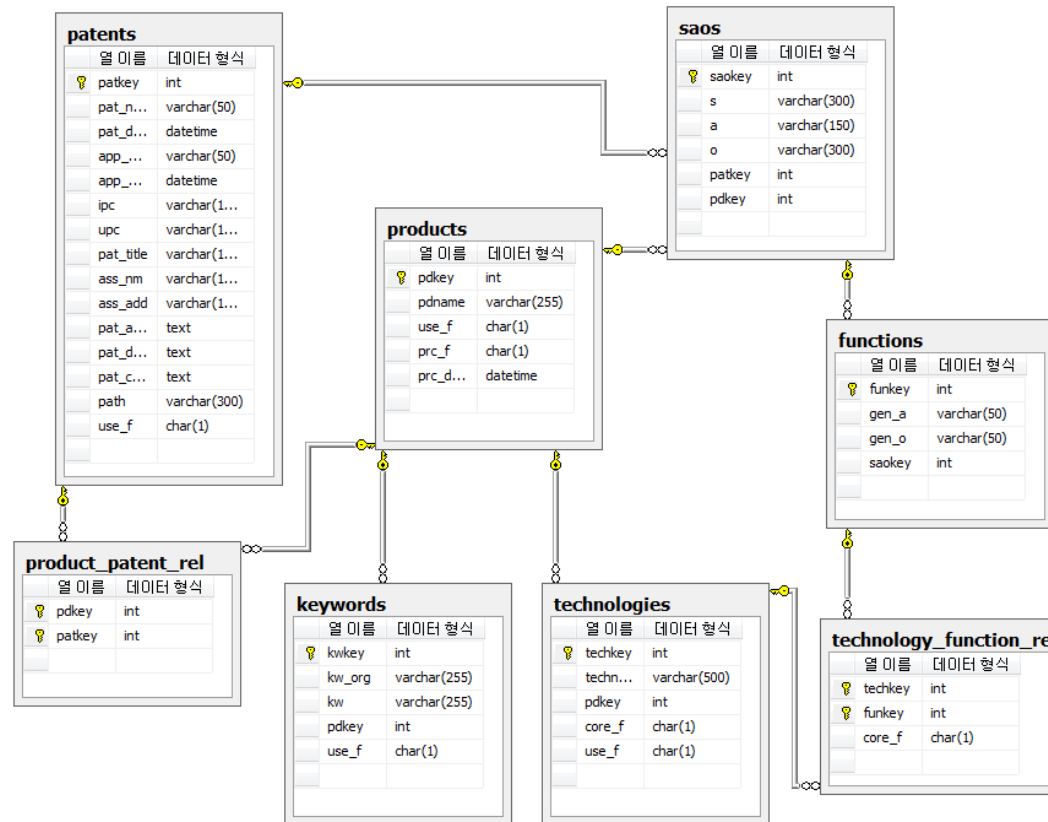 patents
열 이름 데이터 형식
patkey int
pat_n... varchar(50)
pat_d... datetime
app_... varchar(50)
app_... datetime
ipc varchar(1...
upc varchar(1...
pat_title varchar(1...
ass_nm varchar(1...
ass_add varchar(1...
pat_a... text
pat_d... text
pat_c... text
path varchar(300)
use_f char(1)
saos
열 이름 데이터 형식
saokey int
s varchar(300)
a varchar(150)
o varchar(300)
patkey int
pdkey int
products
열 이름 데이터 형식
pdkey int
pdname varchar(255)
use_f char(1)
prc_f char(1)
prc_d... datetime
functions
열 이름 데이터 형식
funkey int
gen_a varchar(50)
gen_o varchar(50)
saokey int
product_patent_rel
열 이름 데이터 형식
pdkey int
patkey int
keywords
열 이름 데이터 형식
kwkey int
kw_org varchar(255)
kw varchar(255)
pdkey int
use_f char(1)
technologies
열 이름 데이터 형식
techkey int
techn... varchar(500)
pdkey int
core_f char(1)
use_f char(1)
technology_function_re
열 이름 데이터 형식
techkey int
funkey int
core_f char(1)